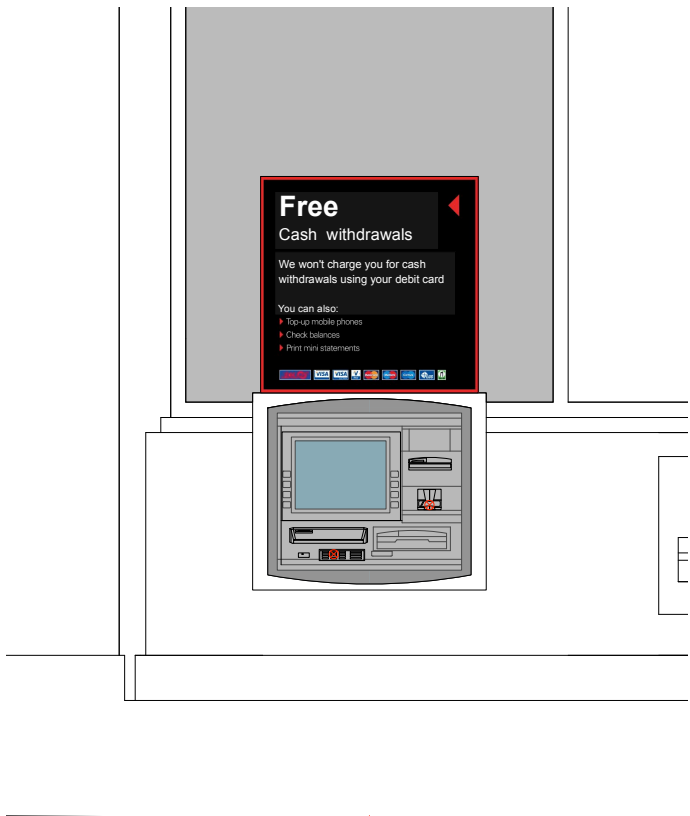 Free
Cash withdrawals
We won't charge you for cash
withdrawals using your debit card
You can also:
Top-up mobile phones
Check balances
Print mini statements
VISA VISA